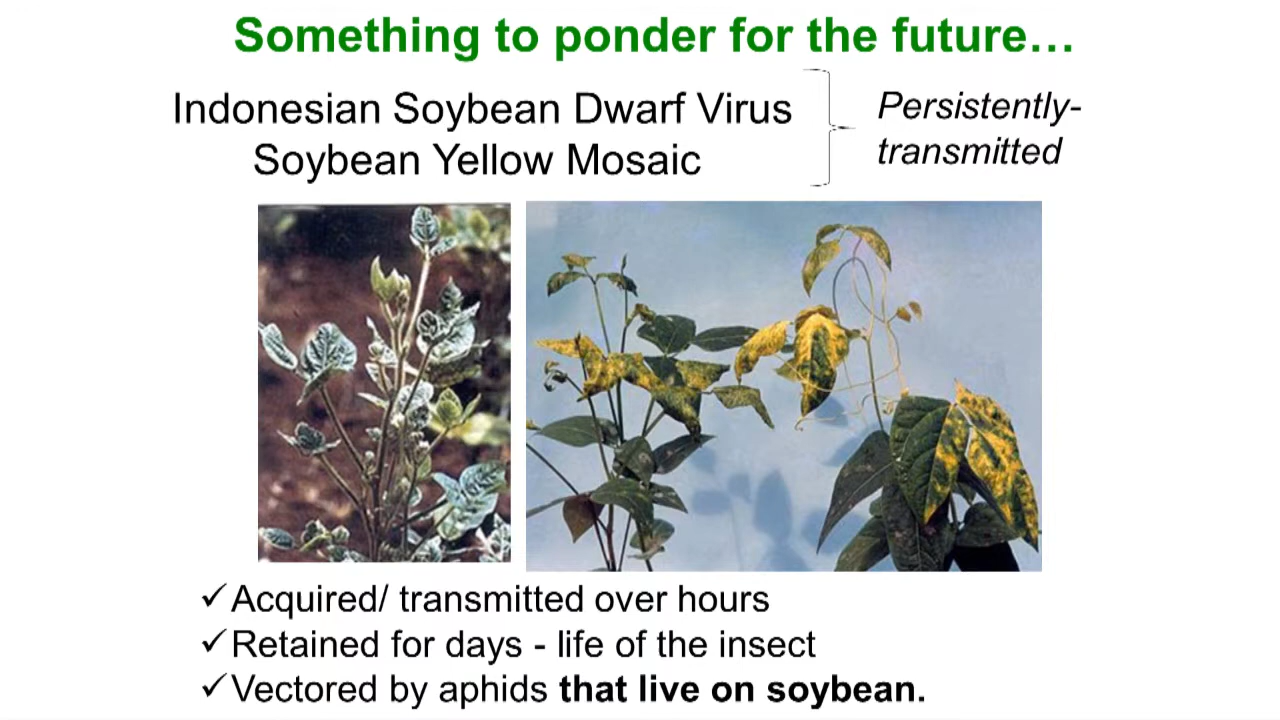 Something to ponder for the future…
Indonesian Soybean Dwarf Virus
Soybean Yellow Mosaic
Persistently-
transmitted
✓Acquired/ transmitted over hours
✓Retained for days - life of the insect
✓Vectored by aphids that live on soybean.